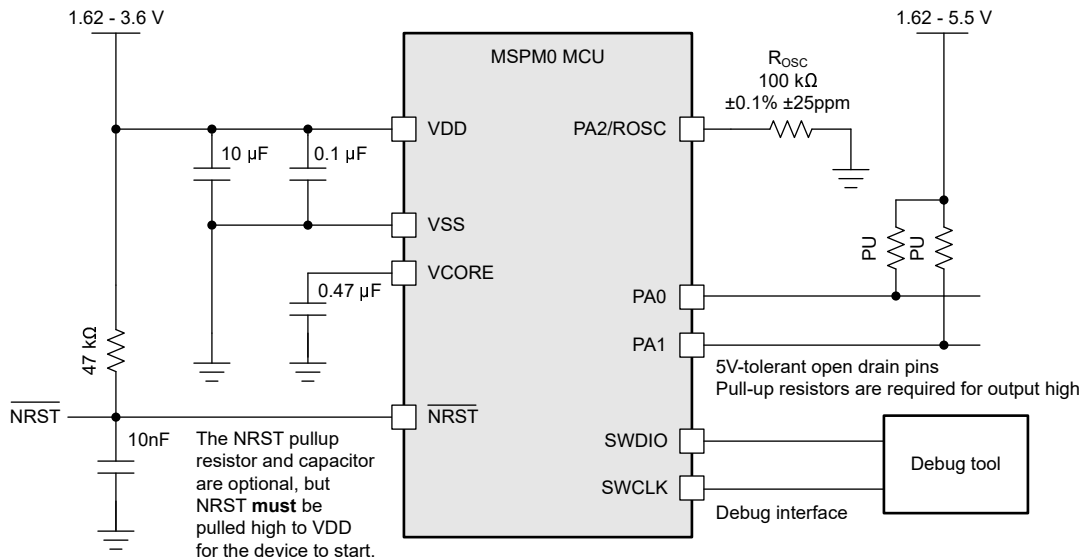 1.62 - 3.6 V
1.62 - 5.5 V
MSPM0 MCU
ROSC
100 kΩ
±0.1% ±25ppm
VDD
PA2/ROSC
10 µF
0.1 µF
VSS
VCORE
0.47 µF
PU
PU
PA0
PA1
47 kΩ
5V-tolerant open drain pins
Pull-up resistors are required for output high
NRST
NRST
10nF
The NRST pullup
resistor and capacitor
are optional, but
NRST must be
pulled high to VDD
for the device to start.
SWDIO
SWCLK
Debug tool
Debug interface